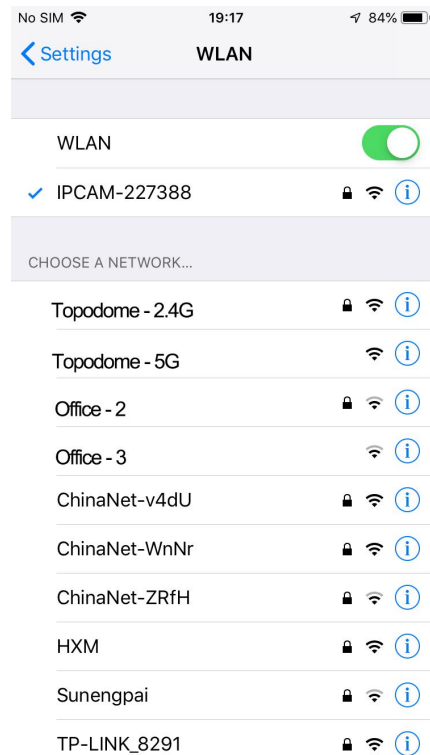 No SIM 19:17 84%
Settings WLAN
WLAN
IPCAM-227388
CHOOSE A NETWORK...
Topodome - 2.4G
Topodome - 5G
Office - 2
Office - 3
ChinaNet-v4dU
ChinaNet-WnNr
ChinaNet-ZRfH
HXM
Sunengpai
TP-LINK_8291